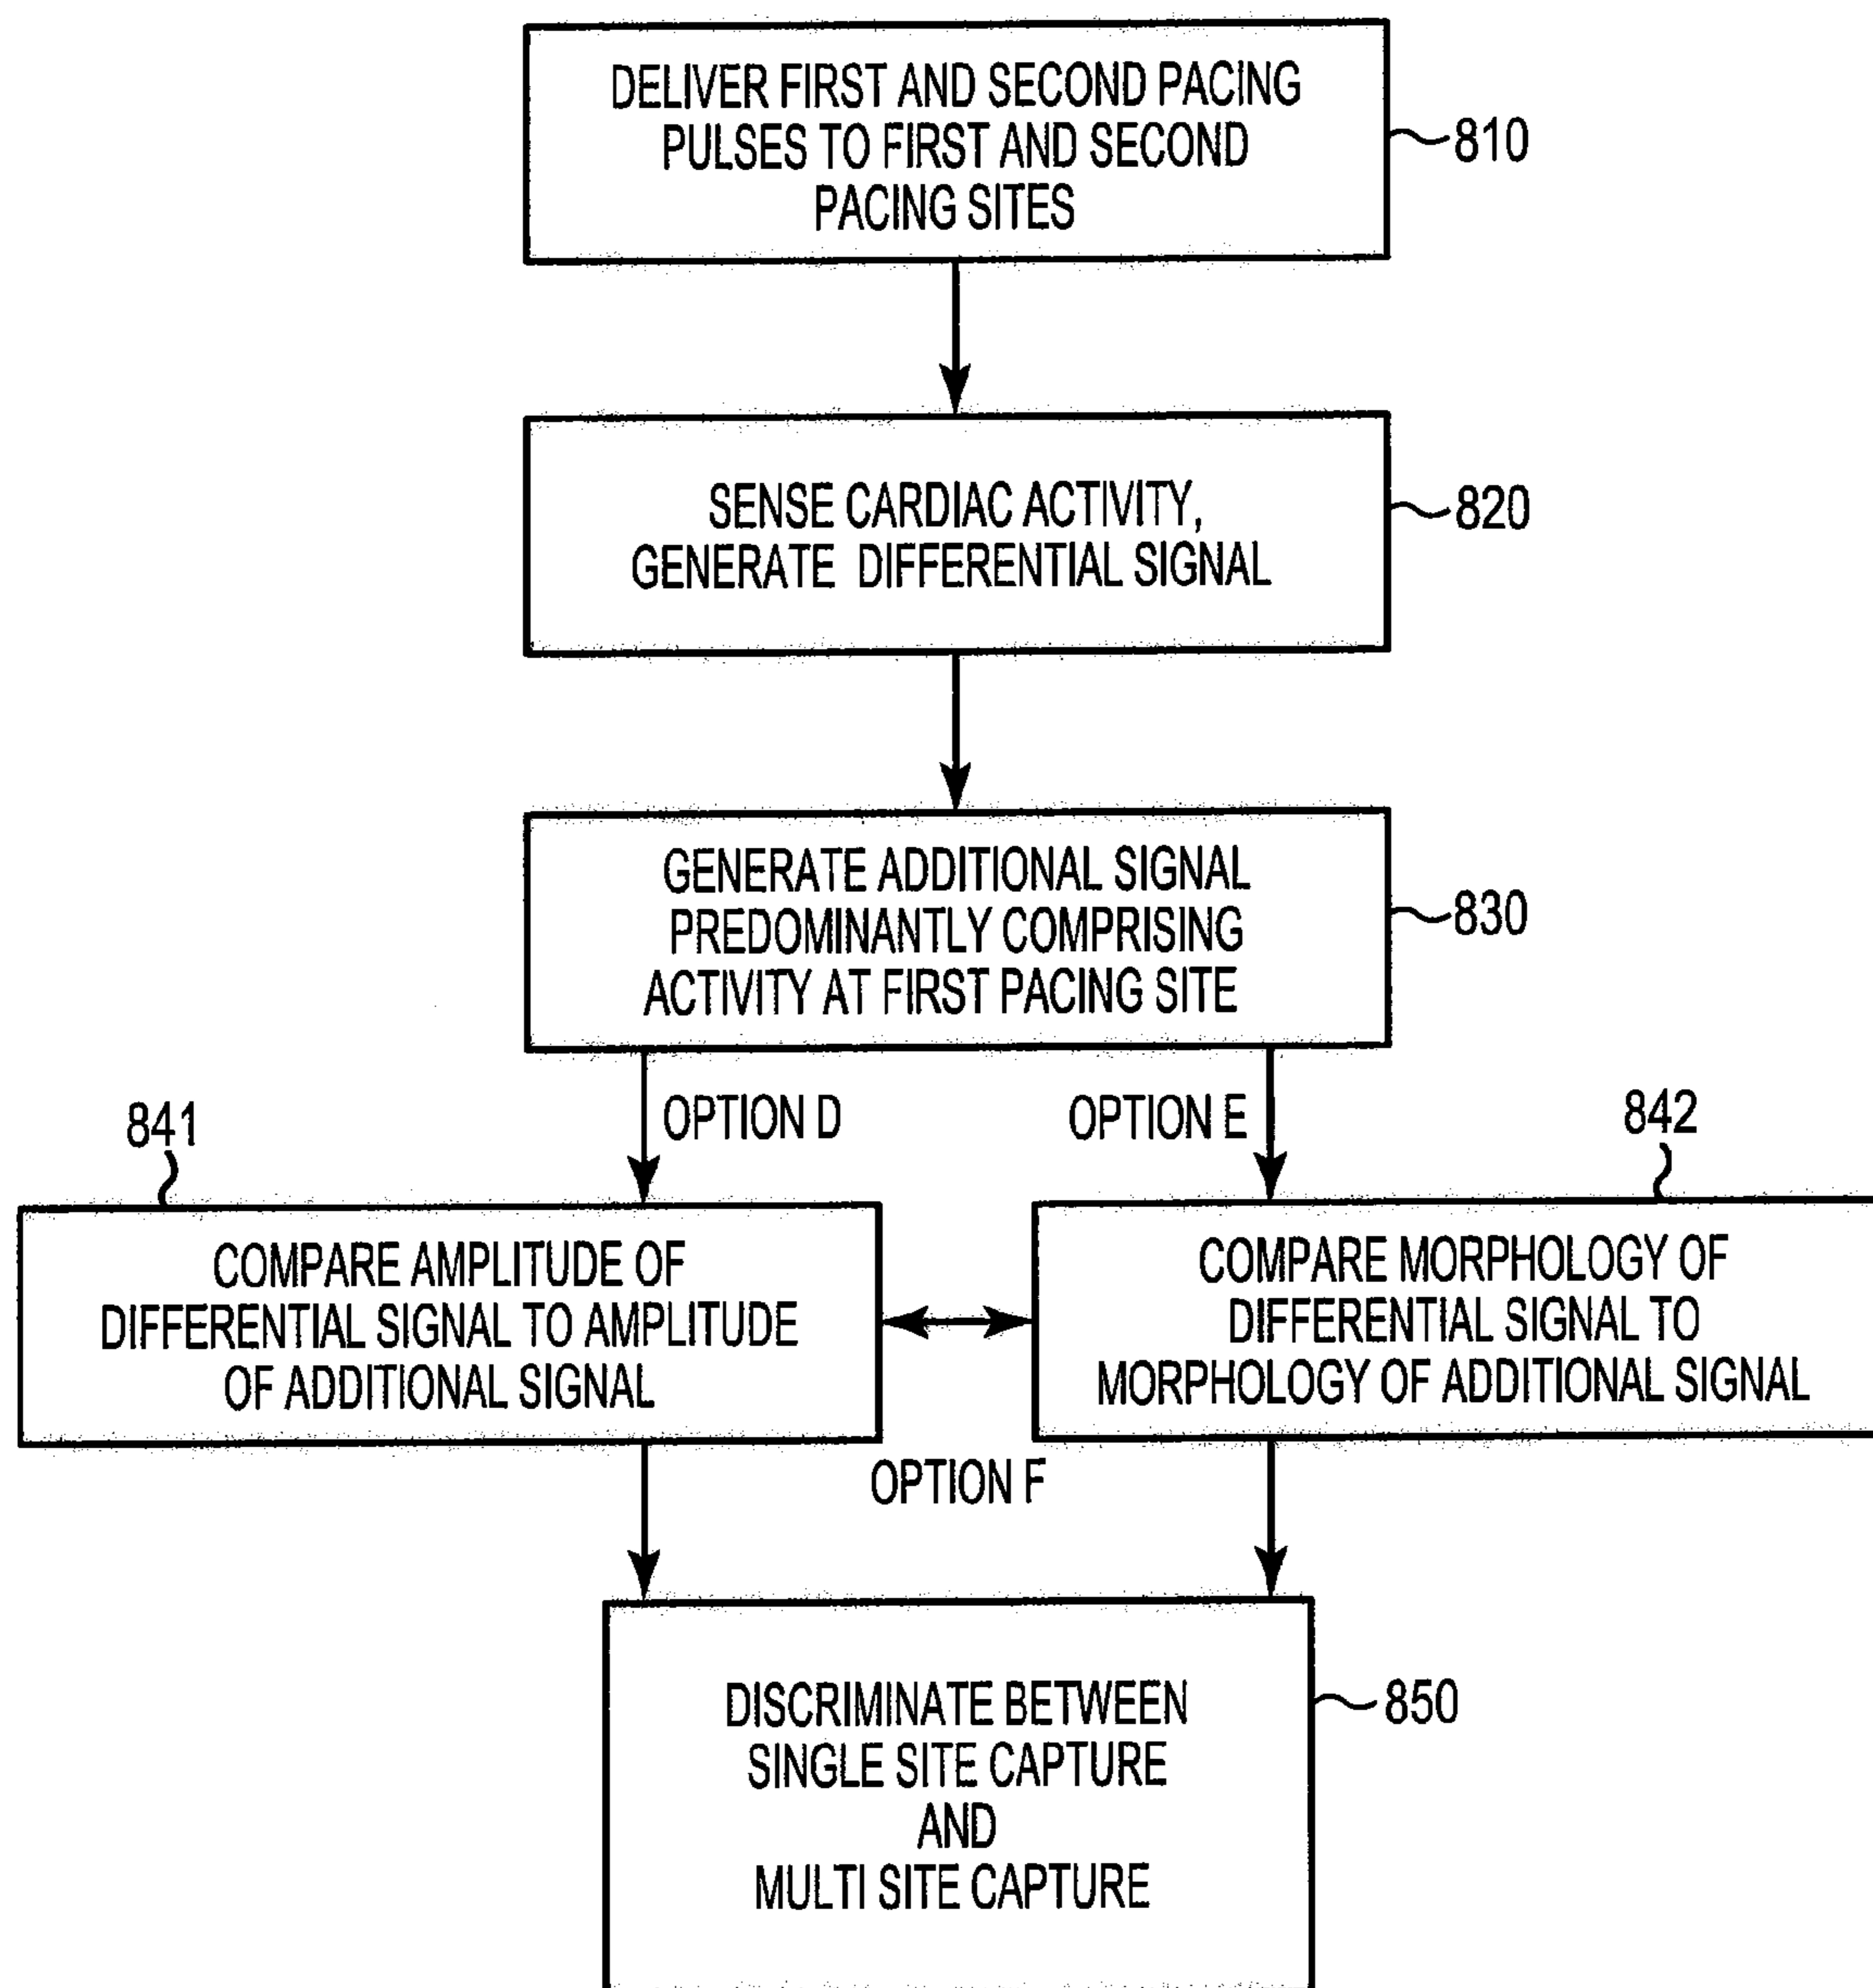 DELIVER FIRST AND SECOND PACING
PULSES TO FIRST AND SECOND
PACING SITES
810
SENSE CARDIAC ACTIVITY,
GENERATE DIFFERENTIAL SIGNAL
820
GENERATE ADDITIONAL SIGNAL
PREDOMINANTLY COMPRISING
ACTIVITY AT FIRST PACING SITE
830
OPTION D
OPTION E
841
842
COMPARE AMPLITUDE OF
DIFFERENTIAL SIGNAL TO AMPLITUDE
OF ADDITIONAL SIGNAL
COMPARE MORPHOLOGY OF
DIFFERENTIAL SIGNAL TO
MORPHOLOGY OF ADDITIONAL SIGNAL
OPTION F
DISCRIMINATE BETWEEN
SINGLE SITE CAPTURE
AND
MULTI SITE CAPTURE
850